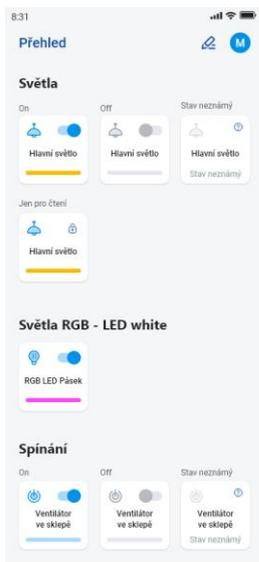 8:31
Přehled
M
Světla
On
Off
Stav neznámý
Hlavní světlo
Hlavní světlo
Hlavní světlo
Stav neznámý
Jen pro čtení
Hlavní světlo
Světla RGB - LED white
RGB LED Pásek
Spínání
On
Off
Stav neznámý
Ventilátor
ve sklepě
Ventilátor
ve sklepě
Ventilátor
ve sklepě
Stav neznámý